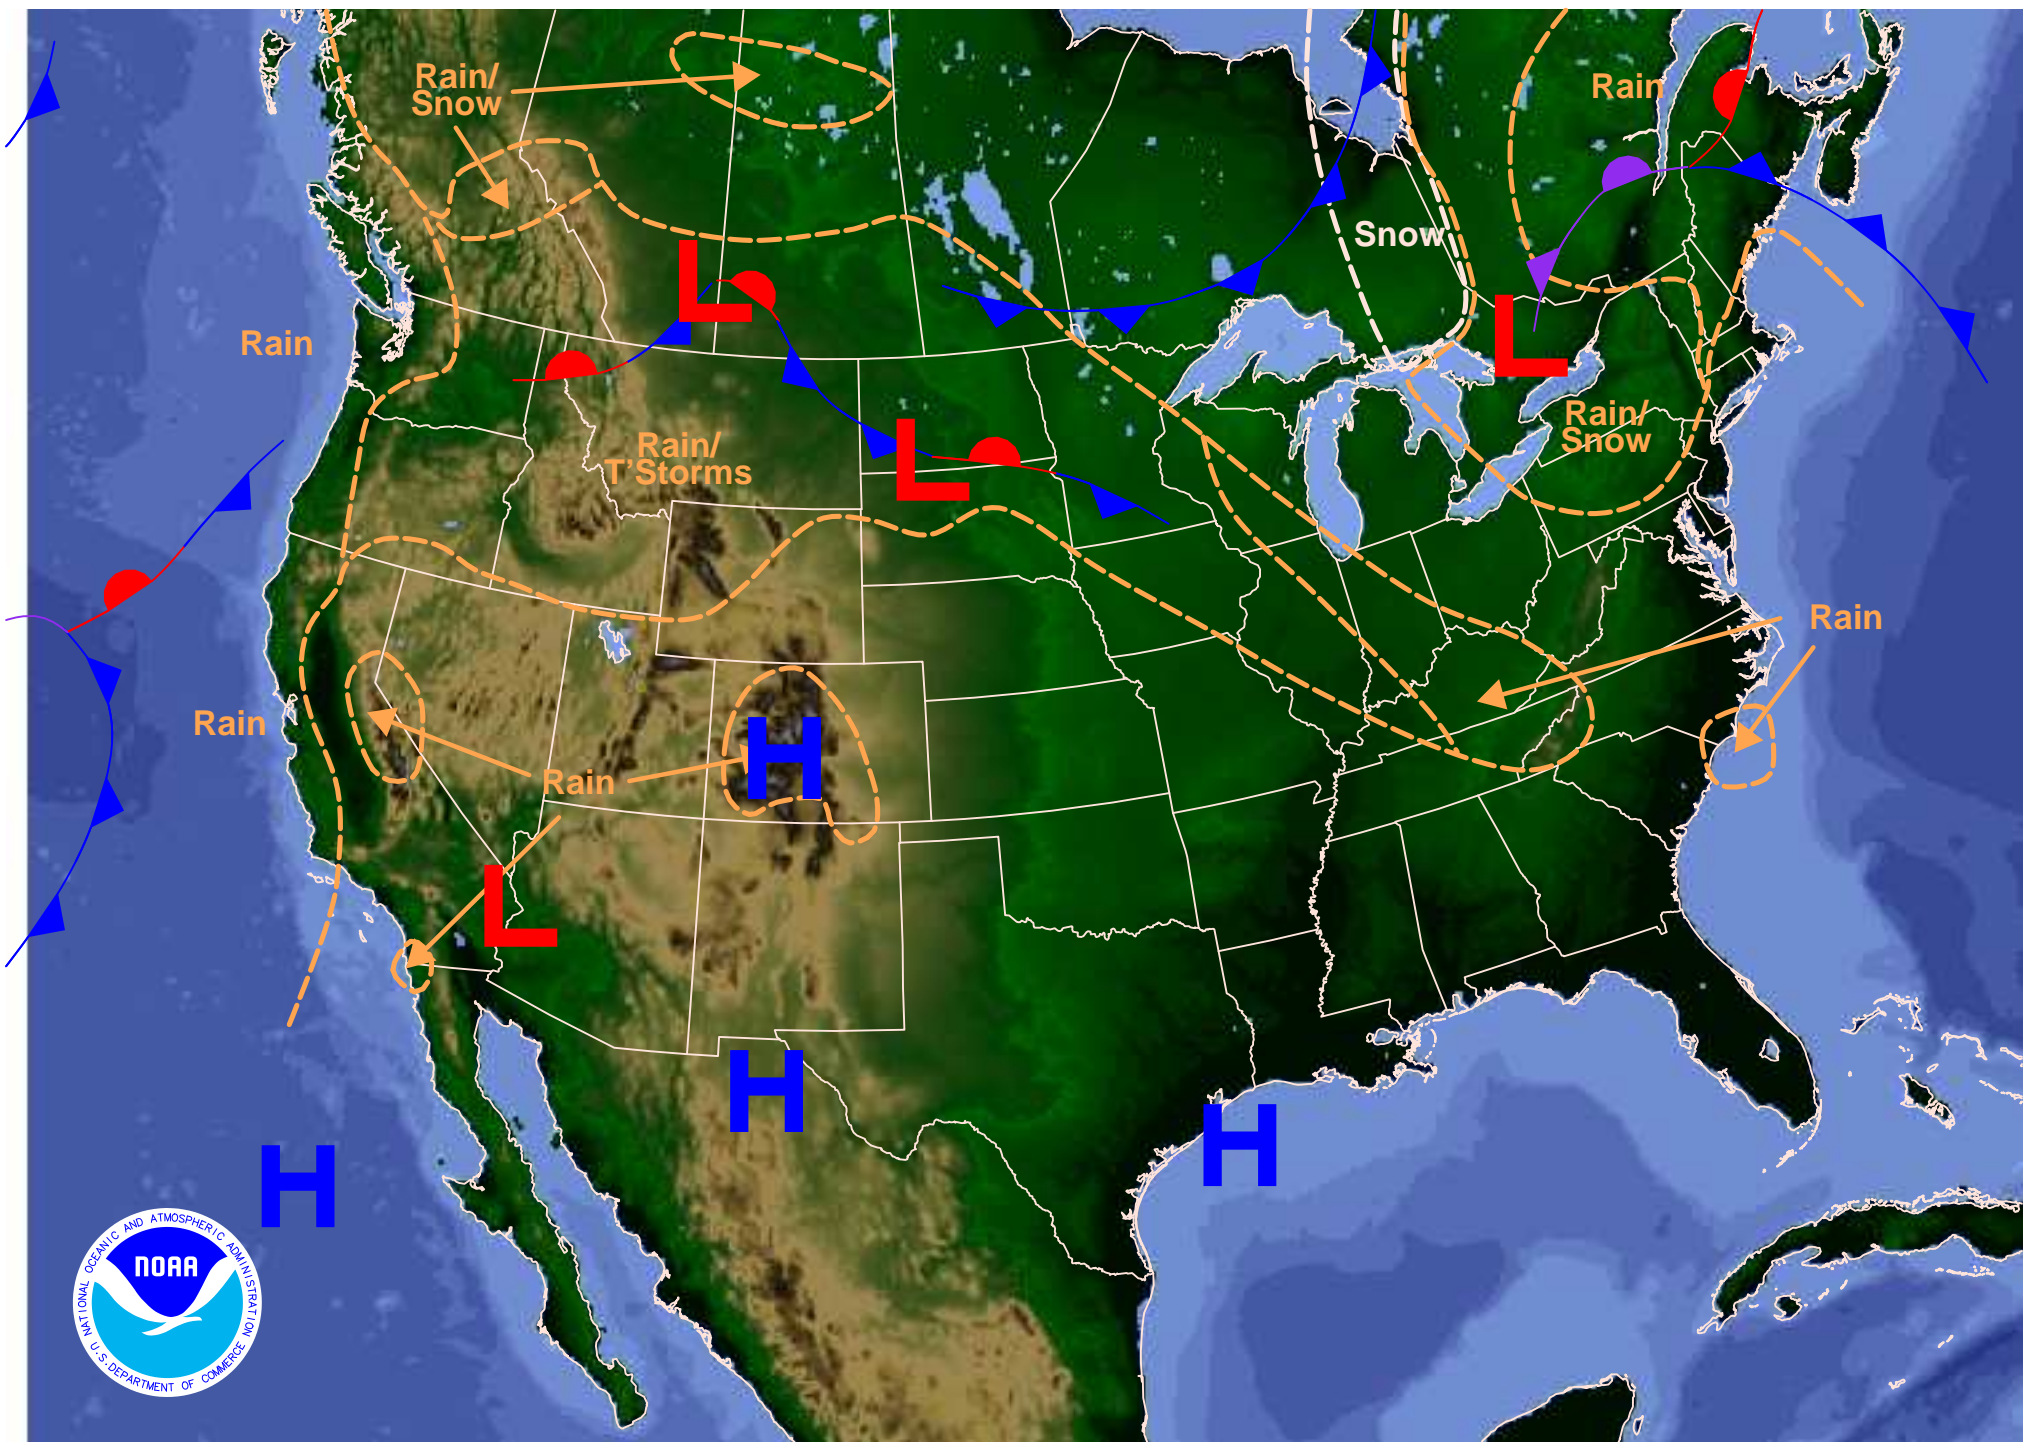 Rain/
Snow
Rain
Snow
Rain
Rain/
T'Storms
Rain/
Snow
Rain
Rain
Rain
L
L
L
L
H
H
H
H
NATIONAL OCEANIC AND ATMOSPHERIC ADMINISTRATION
NOAA
U.S. DEPARTMENT OF COMMERCE